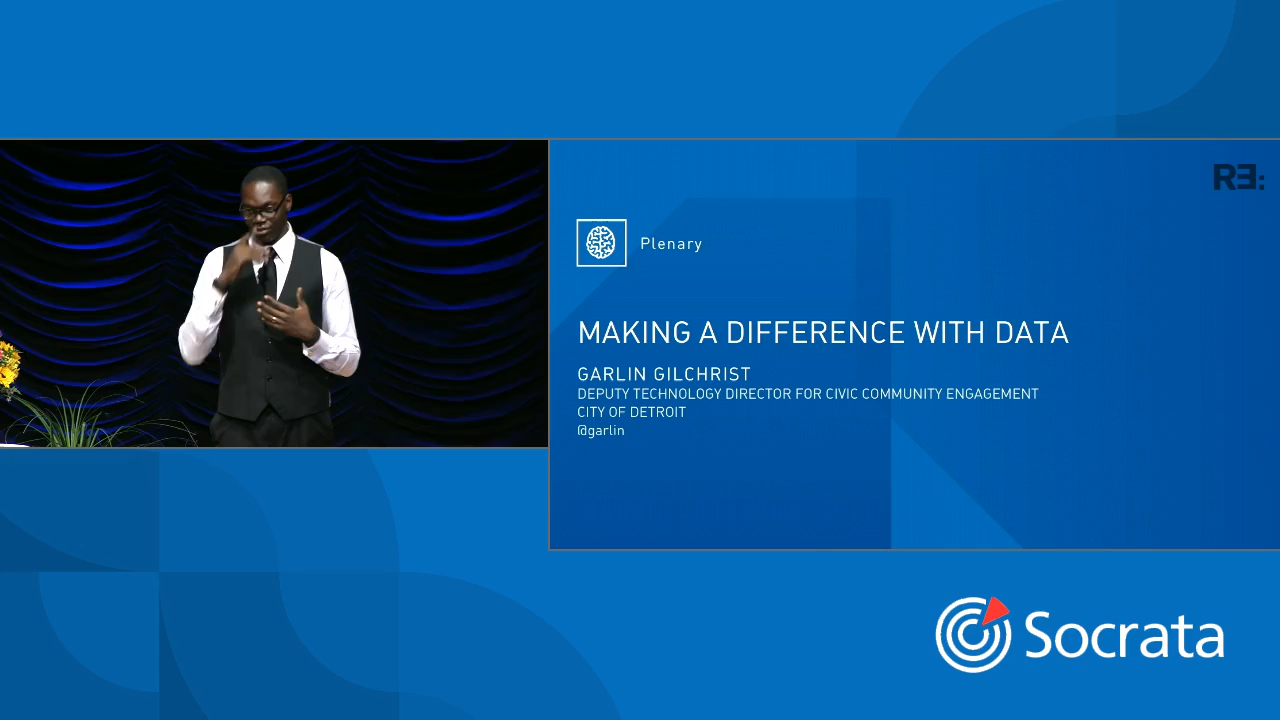 RE:
Plenary
MAKING A DIFFERENCE WITH DATA
GARLIN GILCHRIST
DEPUTY TECHNOLOGY DIRECTOR FOR CIVIC COMMUNITY ENGAGEMENT
CITY OF DETROIT
@garlin
Socrata